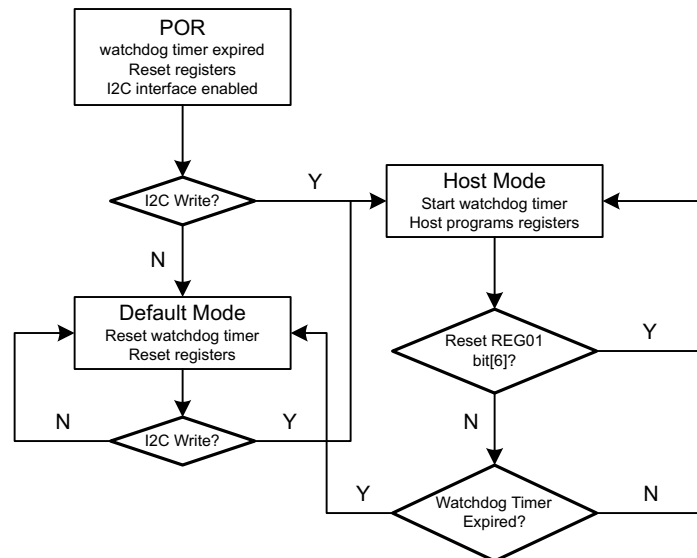 POR
watchdog timer expired
Reset registers
I2C interface enabled
I2C Write?
Y
N
Host Mode
Start watchdog timer
Host programs registers
Default Mode
Reset watchdog timer
Reset registers
Reset REG01
bit[6]?
Y
N
I2C Write?
N
Y
Watchdog Timer
Expired?
Y
N